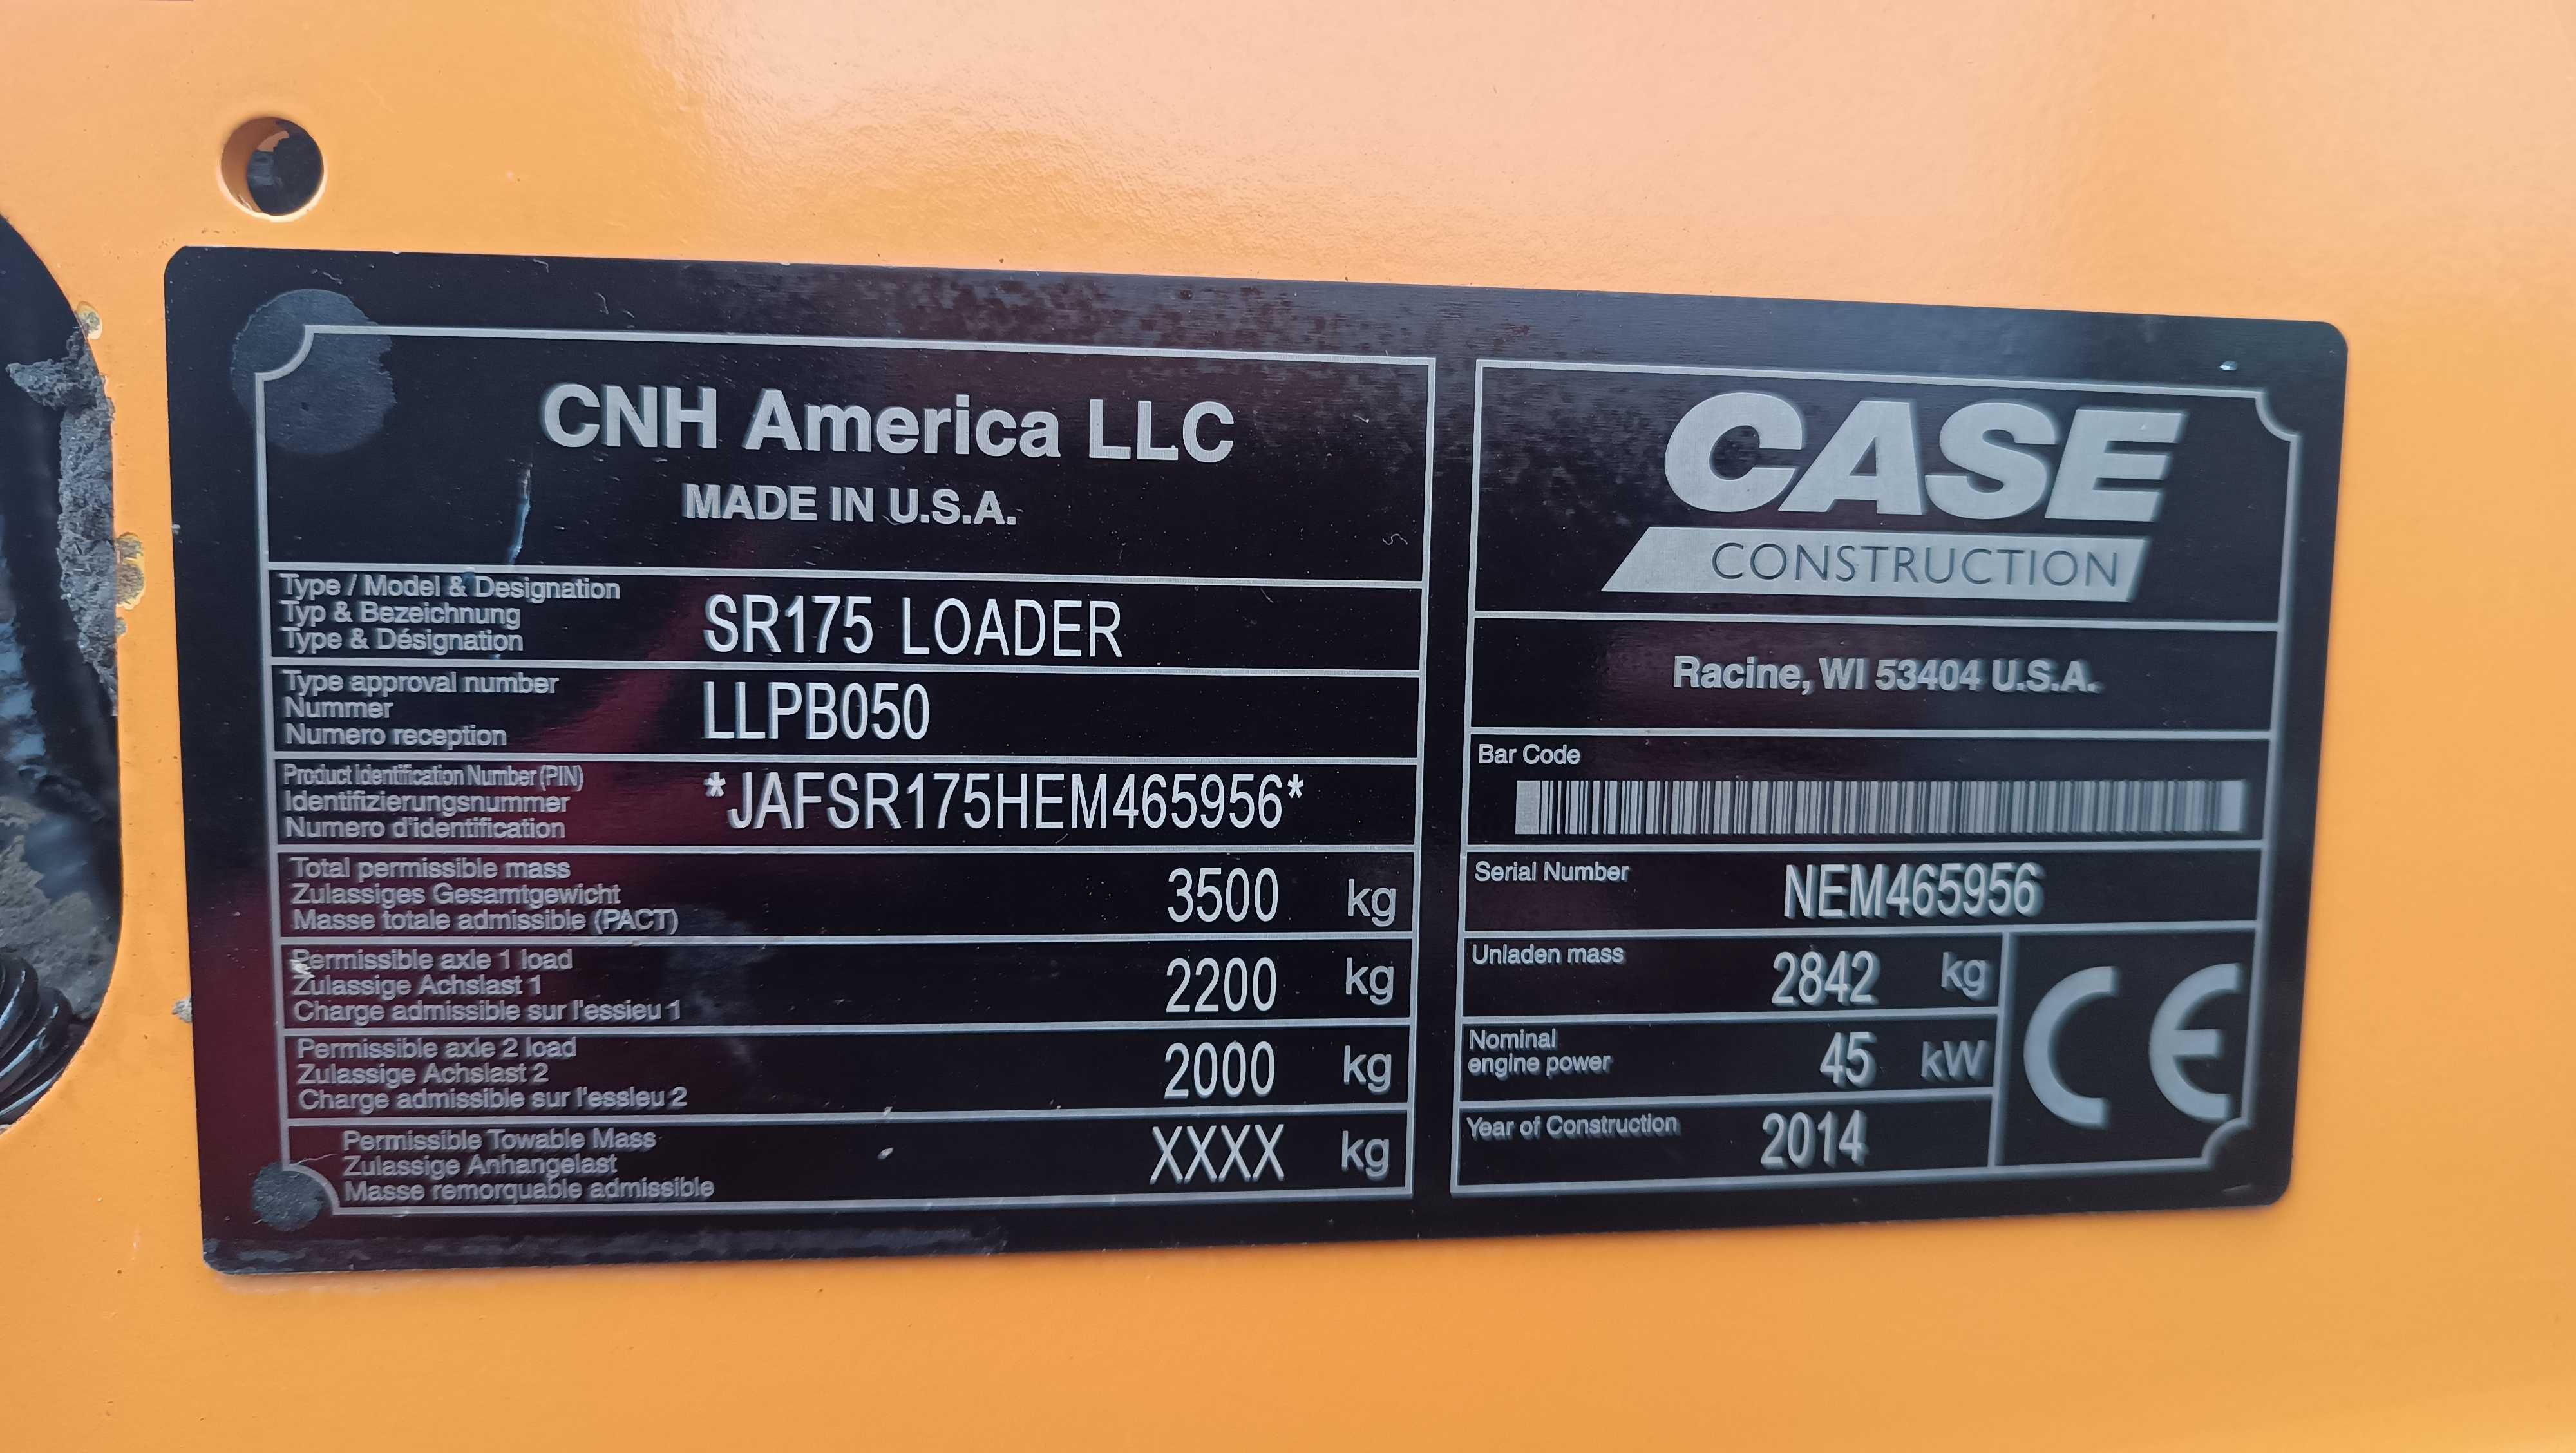 CNH America LLC
MADE IN U.S.A.
Type / Model & Designation
Typ & Bezeichnung
Type & Désignation
SR175 LOADER
Type approval number
Nummer
Numero reception
LLPB050
Product Identification Number (PIN)
Identifizierungsnummer
Numero d'identification
*JAFSR175HEM465956*
Total permissible mass
Zulassiges Gesamtgewicht
Masse totale admissible (PACT)
3500 kg
Permissible axle 1 load
Zulassige Achslast 1
Charge admissible sur l'essieu 1
2200 kg
Permissible axle 2 load
Zulassige Achslast 2
Charge admissible sur l'essieu 2
2000 kg
Permissible Towable Mass
Zulassige Anhangelast
Masse remorquable admissible
XXXX kg
CASE
CONSTRUCTION
Racine, WI 53404 U.S.A.
Bar Code
Serial Number
NEM465956
Unladen mass
2842 kg
Nominal
engine power
45 kW
Year of Construction
2014
CE